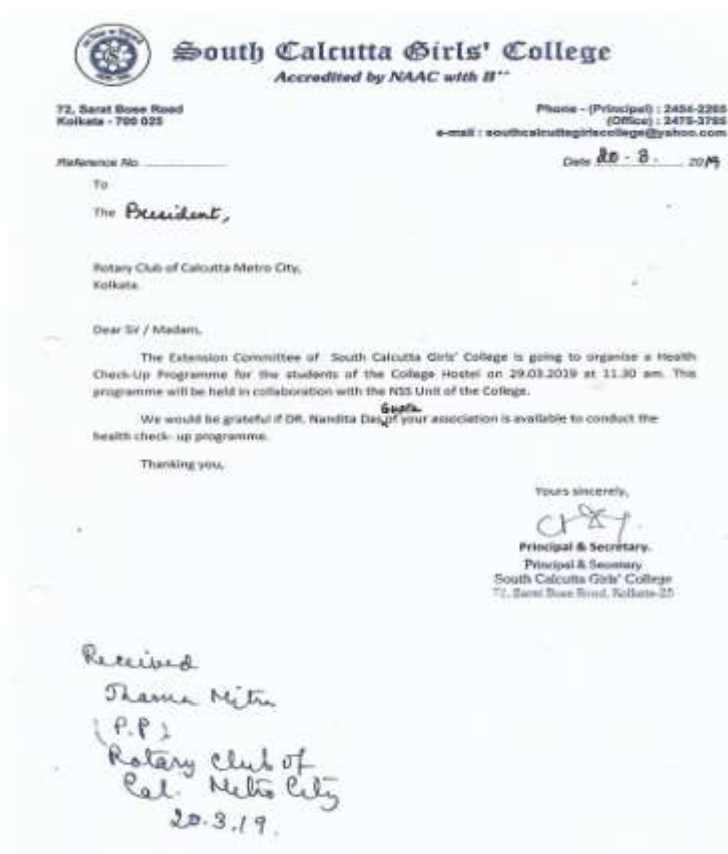 South Calcutta Girls' College
Accredited by NAAC with B++
72, Sarat Bose Road
Kolkata - 700 025
Phone - (Principal) : 2454-2265
(Office) : 2475-3785
e-mail : southcalcuttagirlscollege@yahoo.com
Reference No.
Date 20 - 3. 2019
To
The President,
Rotary Club of Calcutta Metro City,
Kolkata.
Dear Sir / Madam,
The Extension Committee of South Calcutta Girls' College is going to organise a Health
Check-Up Programme for the students of the College Hostel on 29.03.2019 at 11.30 am. This
programme will be held in collaboration with the NSS Unit of the College.
Gupta
We would be grateful if DR. Nandita Das of your association is available to conduct the
health check- up programme.
Thanking you,
Yours sincerely,
Principal & Secretary.
Principal & Secretary
South Calcutta Girls' College
72, Sarat Bose Road, Kolkata-25
Received
Mitra
(P.P)
Rotary Club of
Cal. Metro City
20.3.19.